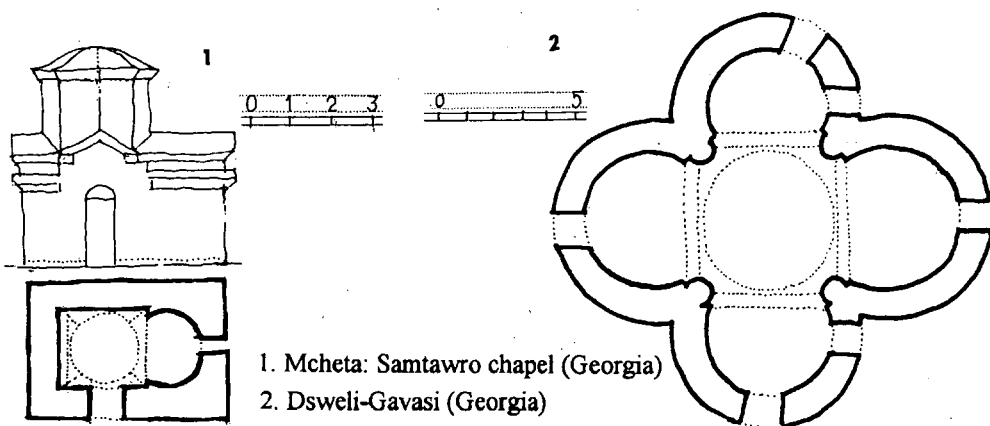 1
2
0 1 2 3
0 5
1. Mcheta: Samtawro chapel (Georgia)
2. Dsweli-Gavasi (Georgia)